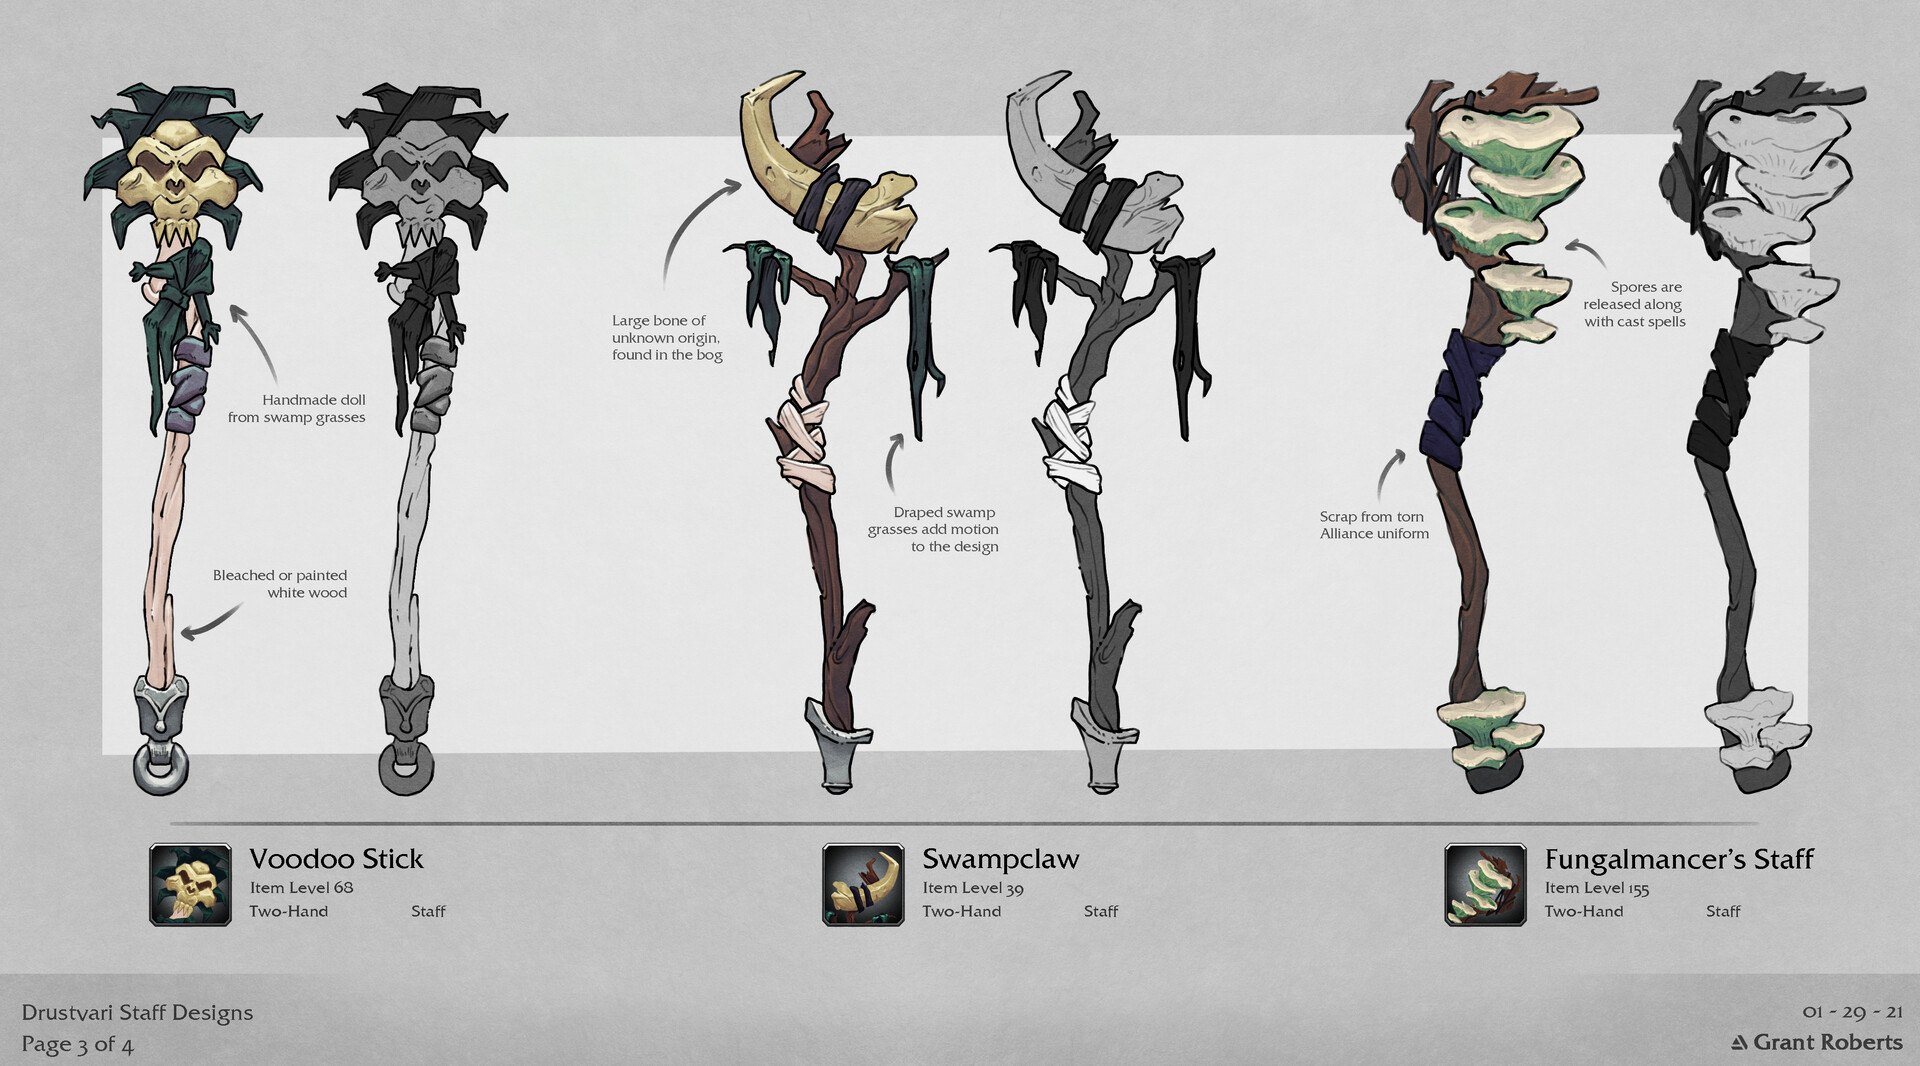 Large bone of
unknown origin,
found in the bog
Spores are
released along
with cast spells
Handmade doll
from swamp grasses
Draped swamp
grasses add motion
to the design
Scrap from torn
Alliance uniform
Bleached or painted
white wood
Voodoo Stick
Item Level 68
Two-Hand Staff
Swampclaw
Item Level 39
Two-Hand Staff
Fungalmancer's Staff
Item Level 155
Two-Hand Staff
Drustvari Staff Designs
Page 3 of 4
01 - 29 - 21
Grant Roberts